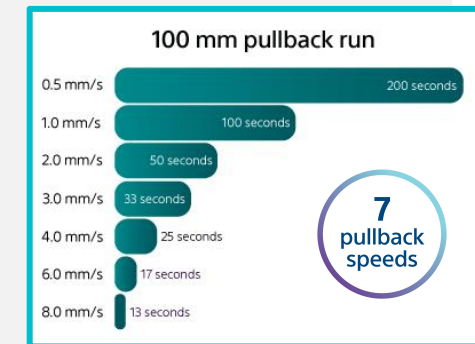 100 mm pullback run
0.5 mm/s 200 seconds
1.0 mm/s 100 seconds
2.0 mm/s 50 seconds
3.0 mm/s 33 seconds
4.0 mm/s 25 seconds
6.0 mm/s 17 seconds
8.0 mm/s 13 seconds
7
pullback
speeds